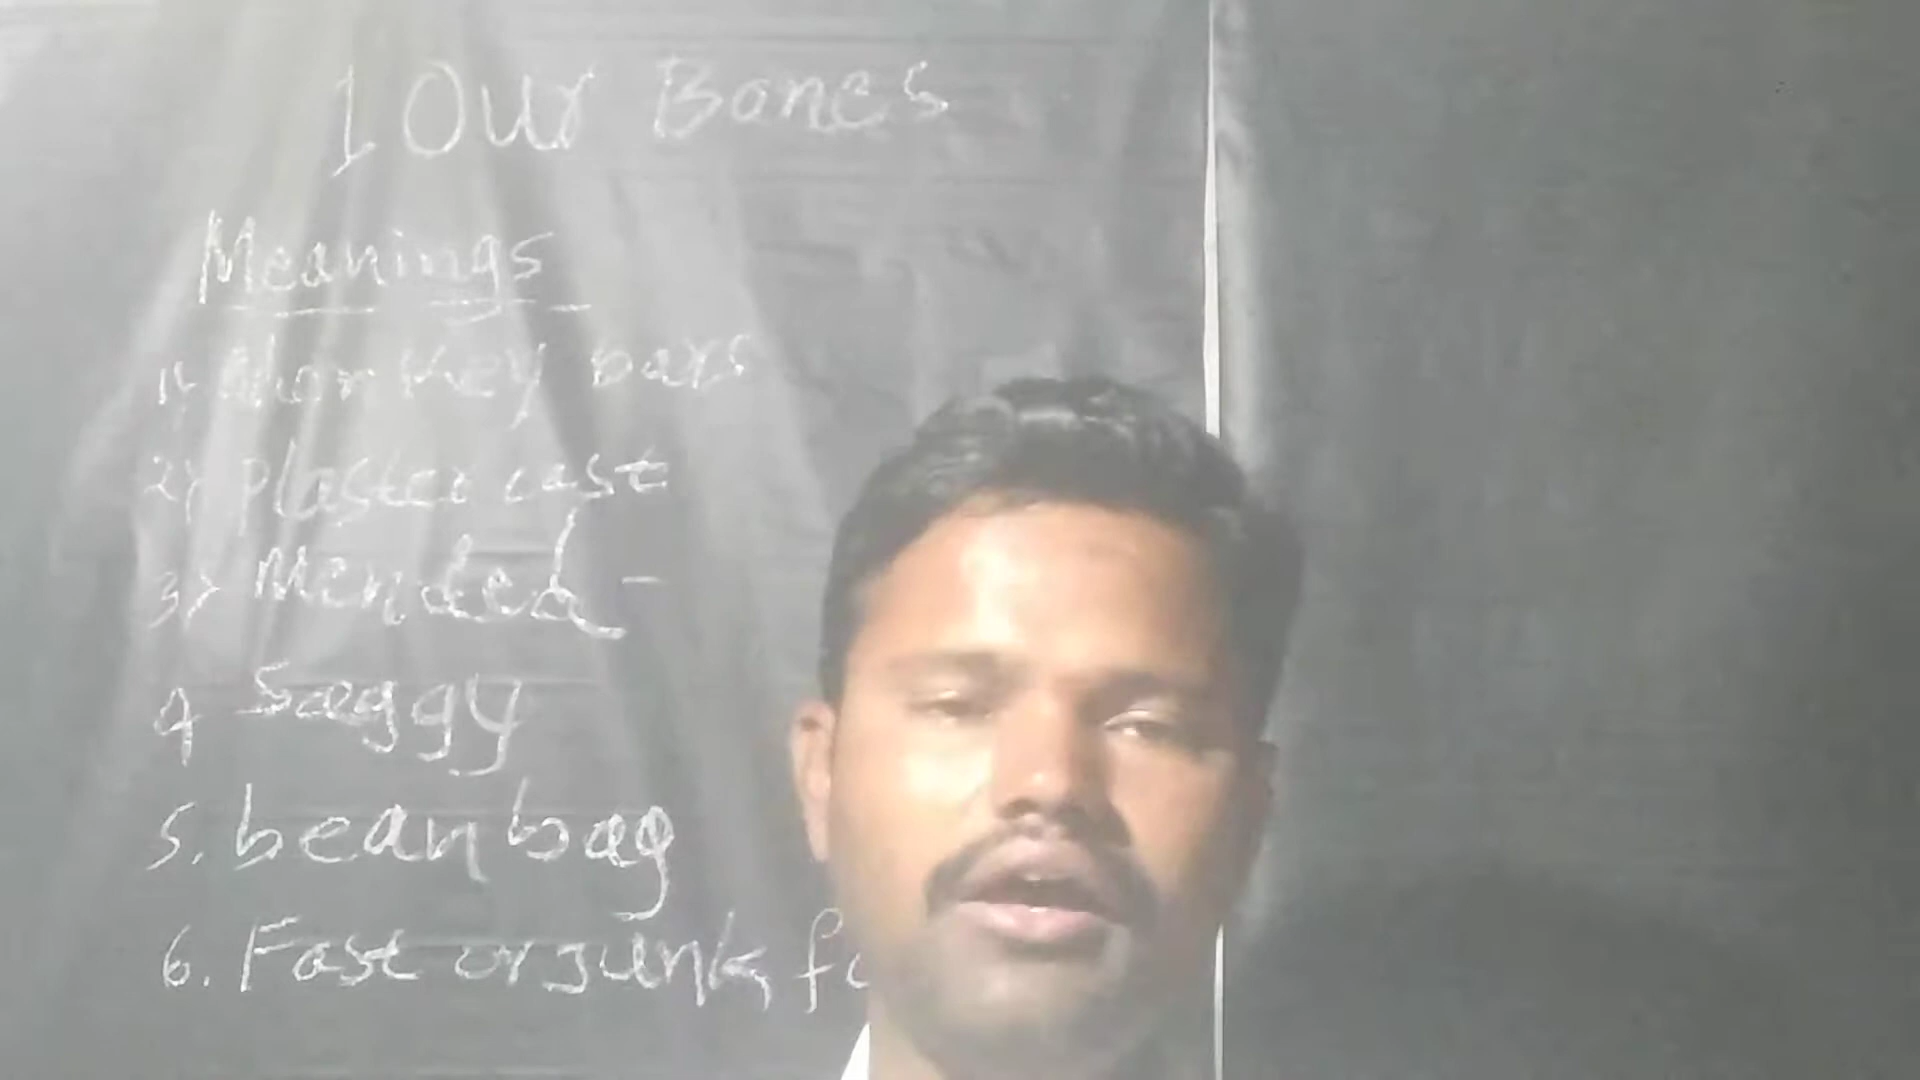 1 Our Bones
Meanings
1) Monkey bars
2) Plaster cast
3) Mended -
4 Saggy
5. bean bag
6. Fast or junk